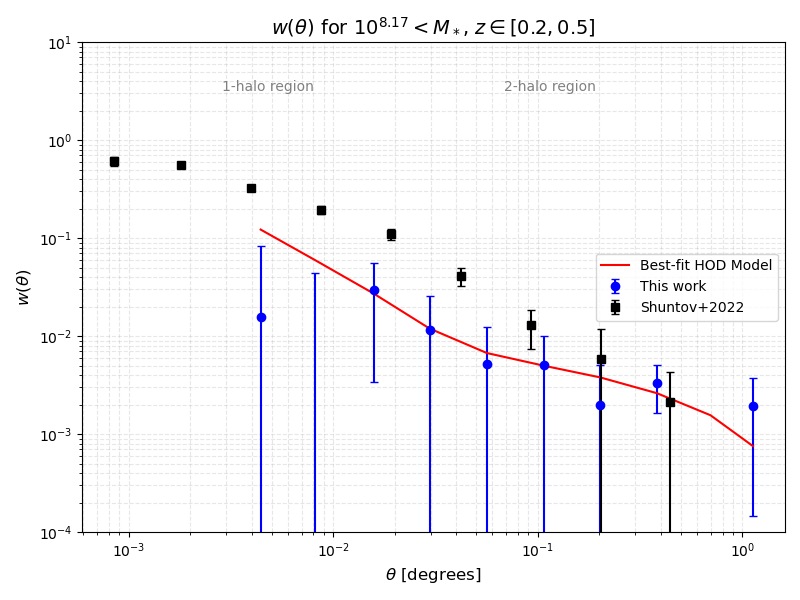 w(θ) for 10^8.17 < M_*, z ∈ [0.2, 0.5]
1-halo region
2-halo region
w(θ)
10^1
10^0
10^−1
10^−2
10^−3
10^−4
Best-fit HOD Model
This work
Shuntov+2022
10^−3 10^−2 10^−1 10^0
θ [degrees]